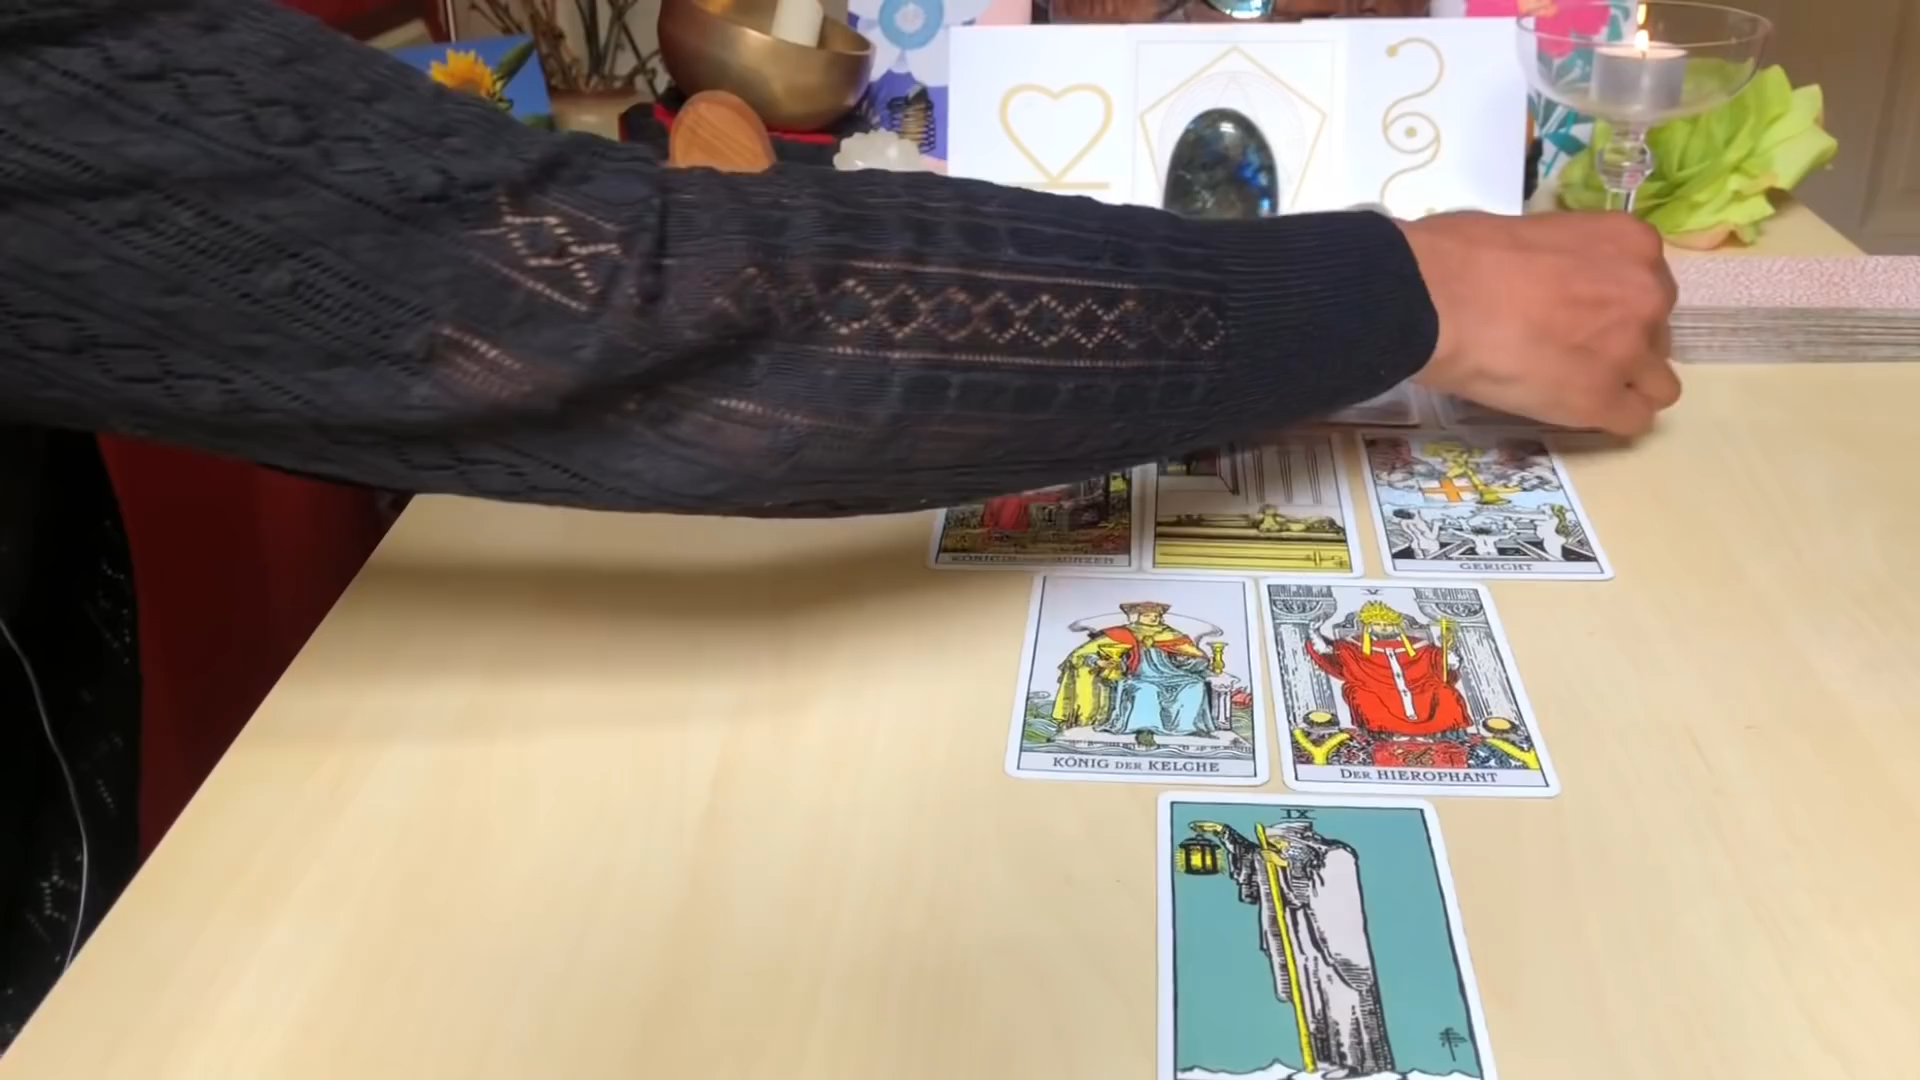 GERICHT
KÖNIG DER KELCHE
V
DER HIEROPHANT
IX